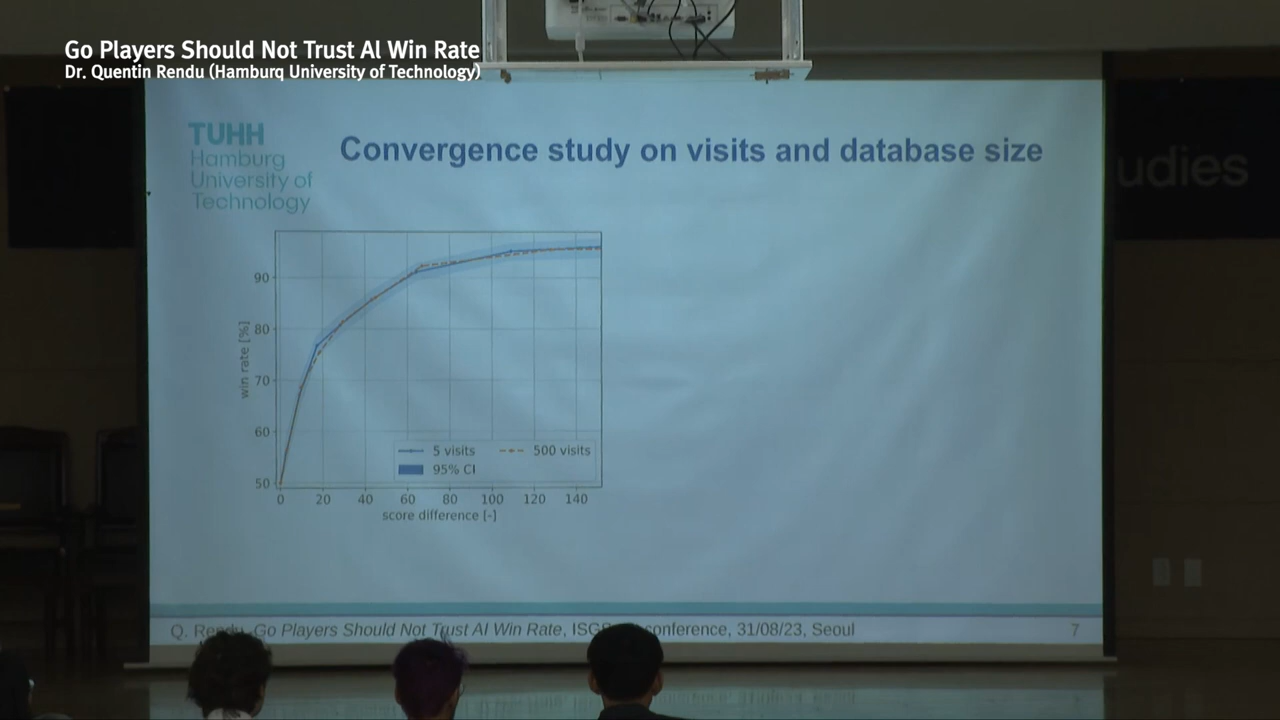 Go Players Should Not Trust AI Win Rate
Dr. Quentin Rendu (Hamburg University of Technology)
TUHH
Hamburg
University of
Technology
Convergence study on visits and database size
udies
90
80
70
60
50
win rate [%]
5 visits
500 visits
95% CI
0 20 40 60 80 100 120 140
score difference [-]
Q. Go Players Should Not Trust AI Win Rate, conference, 31/08/23, Seoul
7